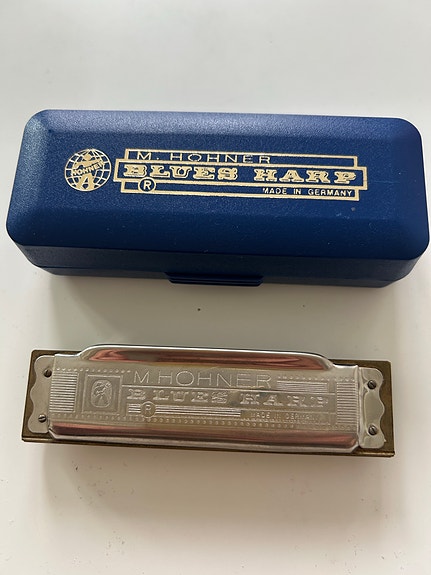 M. HOHNER
HOHNER
BLUES HARP
®
MADE IN GERMANY
M. HOHNER
BLUES HARP
®
MADE IN GERMANY